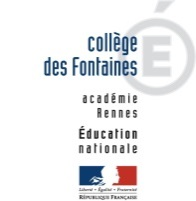 collège
des Fontaines
académie
Rennes
Éducation
nationale
Liberté • Égalité • Fraternité
RÉPUBLIQUE FRANÇAISE